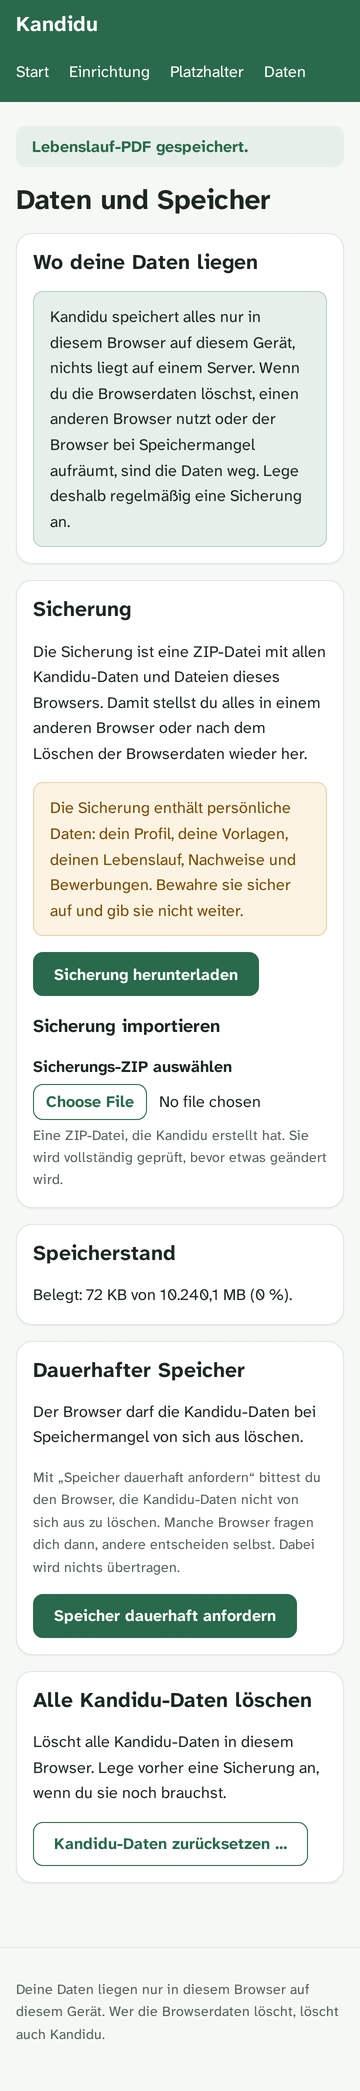 Kandidu
Start Einrichtung Platzhalter Daten
Lebenslauf-PDF gespeichert.
Daten und Speicher
Wo deine Daten liegen
Kandidu speichert alles nur in
diesem Browser auf diesem Gerät,
nichts liegt auf einem Server. Wenn
du die Browserdaten löschst, einen
anderen Browser nutzt oder der
Browser bei Speichermangel
aufräumt, sind die Daten weg. Lege
deshalb regelmäßig eine Sicherung
an.
Sicherung
Die Sicherung ist eine ZIP-Datei mit allen
Kandidu-Daten und Dateien dieses
Browsers. Damit stellst du alles in einem
anderen Browser oder nach dem
Löschen der Browserdaten wieder her.
Die Sicherung enthält persönliche
Daten: dein Profil, deine Vorlagen,
deinen Lebenslauf, Nachweise und
Bewerbungen. Bewahre sie sicher
auf und gib sie nicht weiter.
Sicherung herunterladen
Sicherung importieren
Sicherungs-ZIP auswählen
Choose File No file chosen
Eine ZIP-Datei, die Kandidu erstellt hat. Sie
wird vollständig geprüft, bevor etwas geändert
wird.
Speicherstand
Belegt: 72 KB von 10.240,1 MB (0 %).
Dauerhafter Speicher
Der Browser darf die Kandidu-Daten bei
Speichermangel von sich aus löschen.
Mit „Speicher dauerhaft anfordern“ bittest du
den Browser, die Kandidu-Daten nicht von
sich aus zu löschen. Manche Browser fragen
dich dann, andere entscheiden selbst. Dabei
wird nichts übertragen.
Speicher dauerhaft anfordern
Alle Kandidu-Daten löschen
Löscht alle Kandidu-Daten in diesem
Browser. Lege vorher eine Sicherung an,
wenn du sie noch brauchst.
Kandidu-Daten zurücksetzen …
Deine Daten liegen nur in diesem Browser auf
diesem Gerät. Wer die Browserdaten löscht, löscht
auch Kandidu.